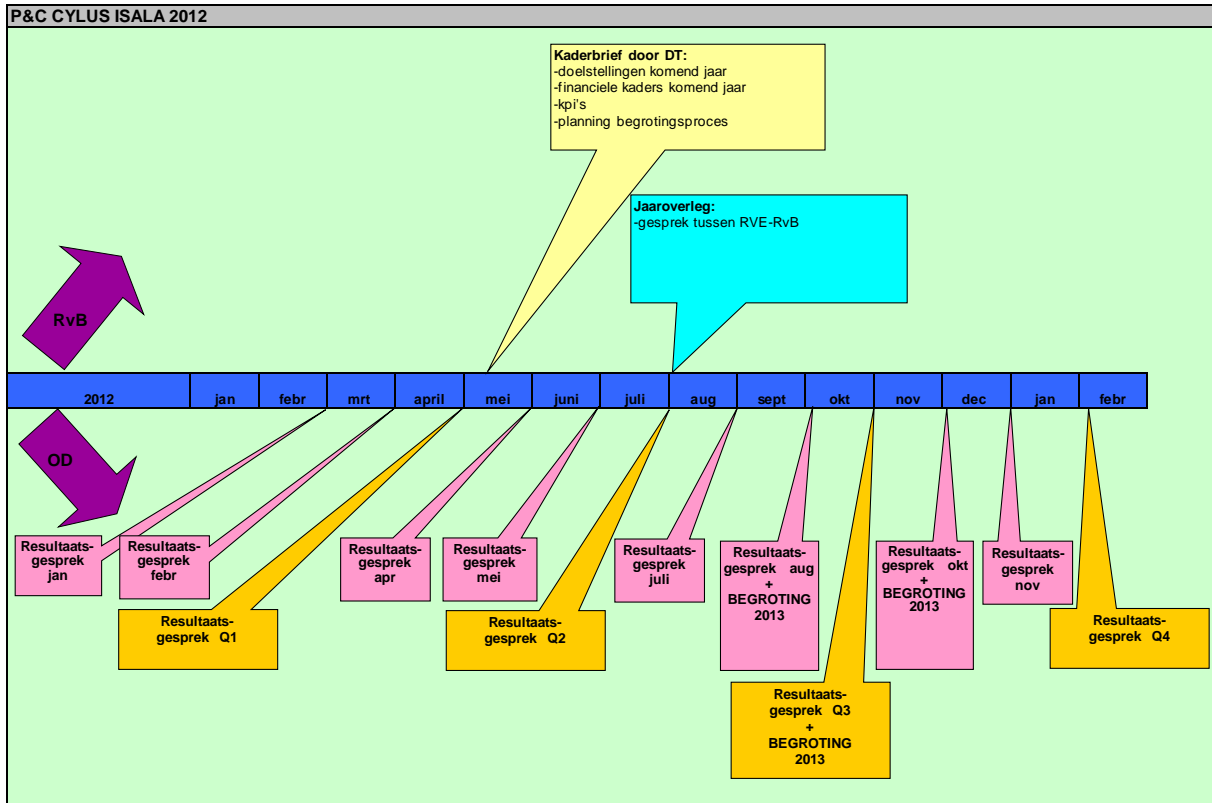 P&C CYLUS ISALA 2012
Kaderbrief door DT:
-doelstellingen komend jaar
-financiele kaders komend jaar
-kpi's
-planning begrotingsproces
Jaaroverleg:
-gesprek tussen RVE-RvB
RvB
2012 jan febr mrt april mei juni juli aug sept okt nov dec jan febr
OD
Resultaats-
gesprek
jan
Resultaats-
gesprek
febr
Resultaats-
gesprek Q1
Resultaats-
gesprek
apr
Resultaats-
gesprek
mei
Resultaats-
gesprek Q2
Resultaats-
gesprek
juli
Resultaats-
gesprek aug
+
BEGROTING
2013
Resultaats-
gesprek Q3
+
BEGROTING
2013
Resultaats-
gesprek okt
+
BEGROTING
2013
Resultaats-
gesprek
nov
Resultaats-
gesprek Q4